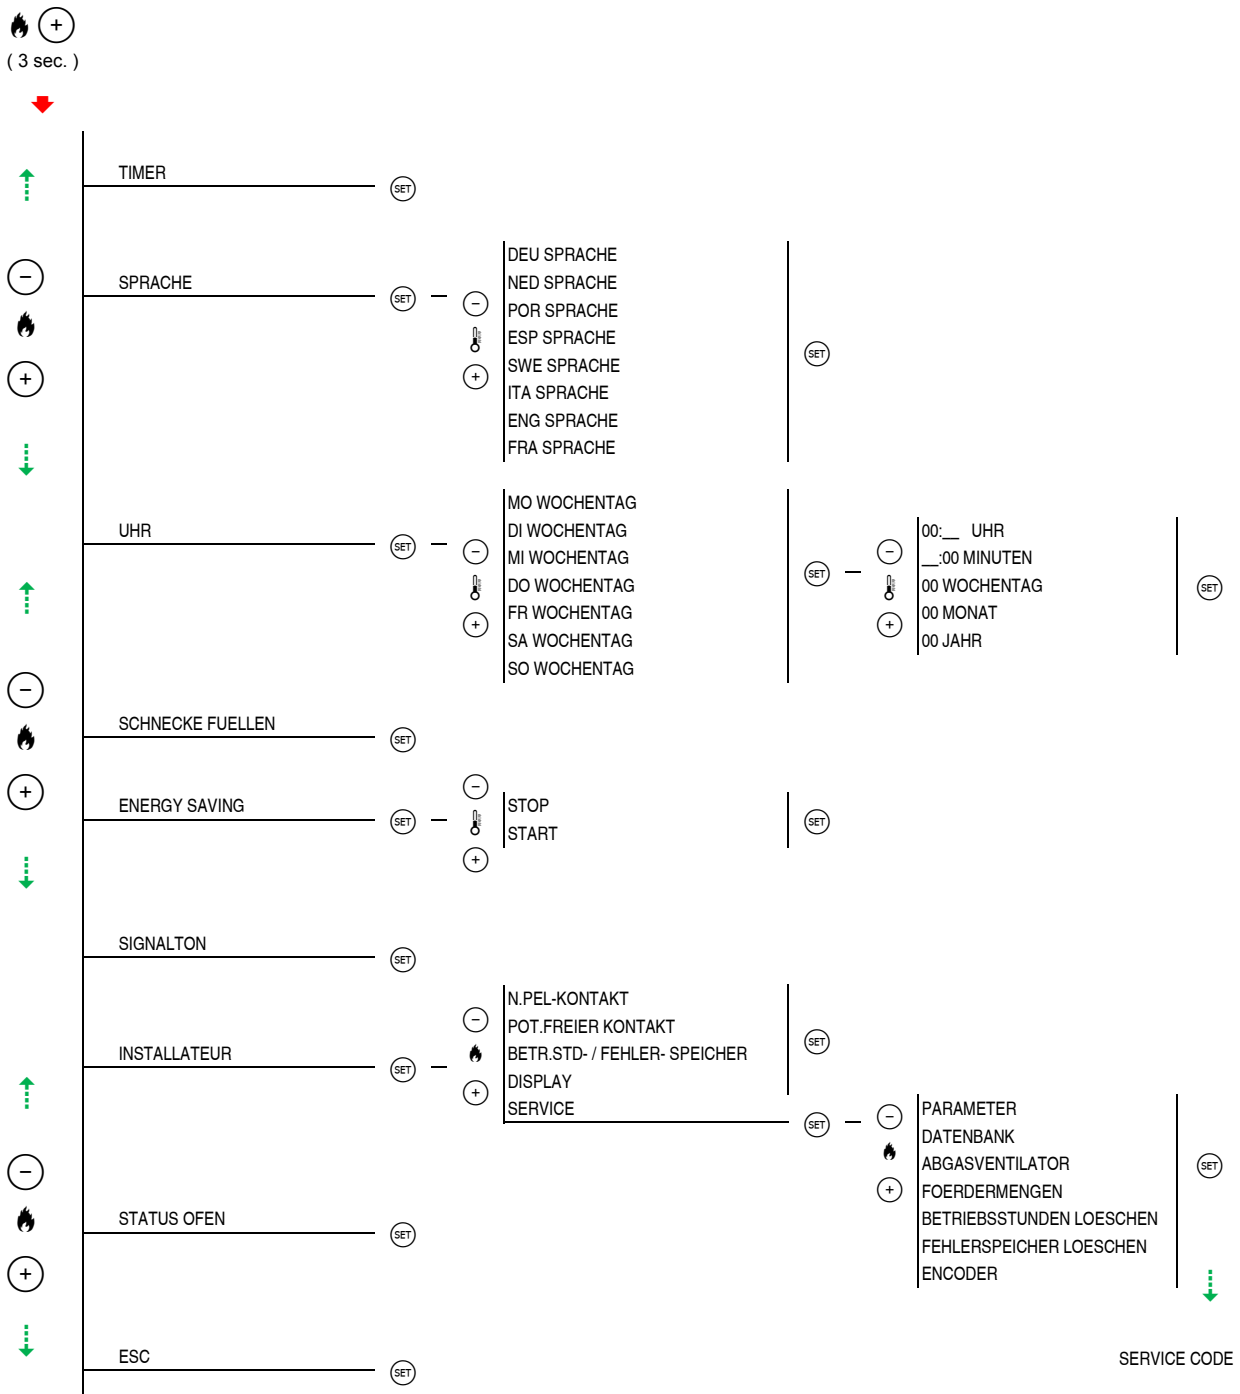 +
( 3 sec. )
TIMER
SET
−
+
SPRACHE
SET
−
+
DEU SPRACHE
NED SPRACHE
POR SPRACHE
ESP SPRACHE
SWE SPRACHE
ITA SPRACHE
ENG SPRACHE
FRA SPRACHE
SET
UHR
SET
−
+
MO WOCHENTAG
DI WOCHENTAG
MI WOCHENTAG
DO WOCHENTAG
FR WOCHENTAG
SA WOCHENTAG
SO WOCHENTAG
SET
−
+
00:__ UHR
__:00 MINUTEN
00 WOCHENTAG
00 MONAT
00 JAHR
SET
−
+
SCHNECKE FUELLEN
SET
ENERGY SAVING
SET
−
+
STOP
START
SET
SIGNALTON
SET
INSTALLATEUR
SET
−
+
N.PEL-KONTAKT
POT.FREIER KONTAKT
BETR.STD- / FEHLER- SPEICHER
DISPLAY
SERVICE
SET
SET
−
+
PARAMETER
DATENBANK
ABGASVENTILATOR
FOERDERMENGEN
BETRIEBSSTUNDEN LOESCHEN
FEHLERSPEICHER LOESCHEN
ENCODER
SET
−
+
STATUS OFEN
SET
ESC
SET
SERVICE CODE